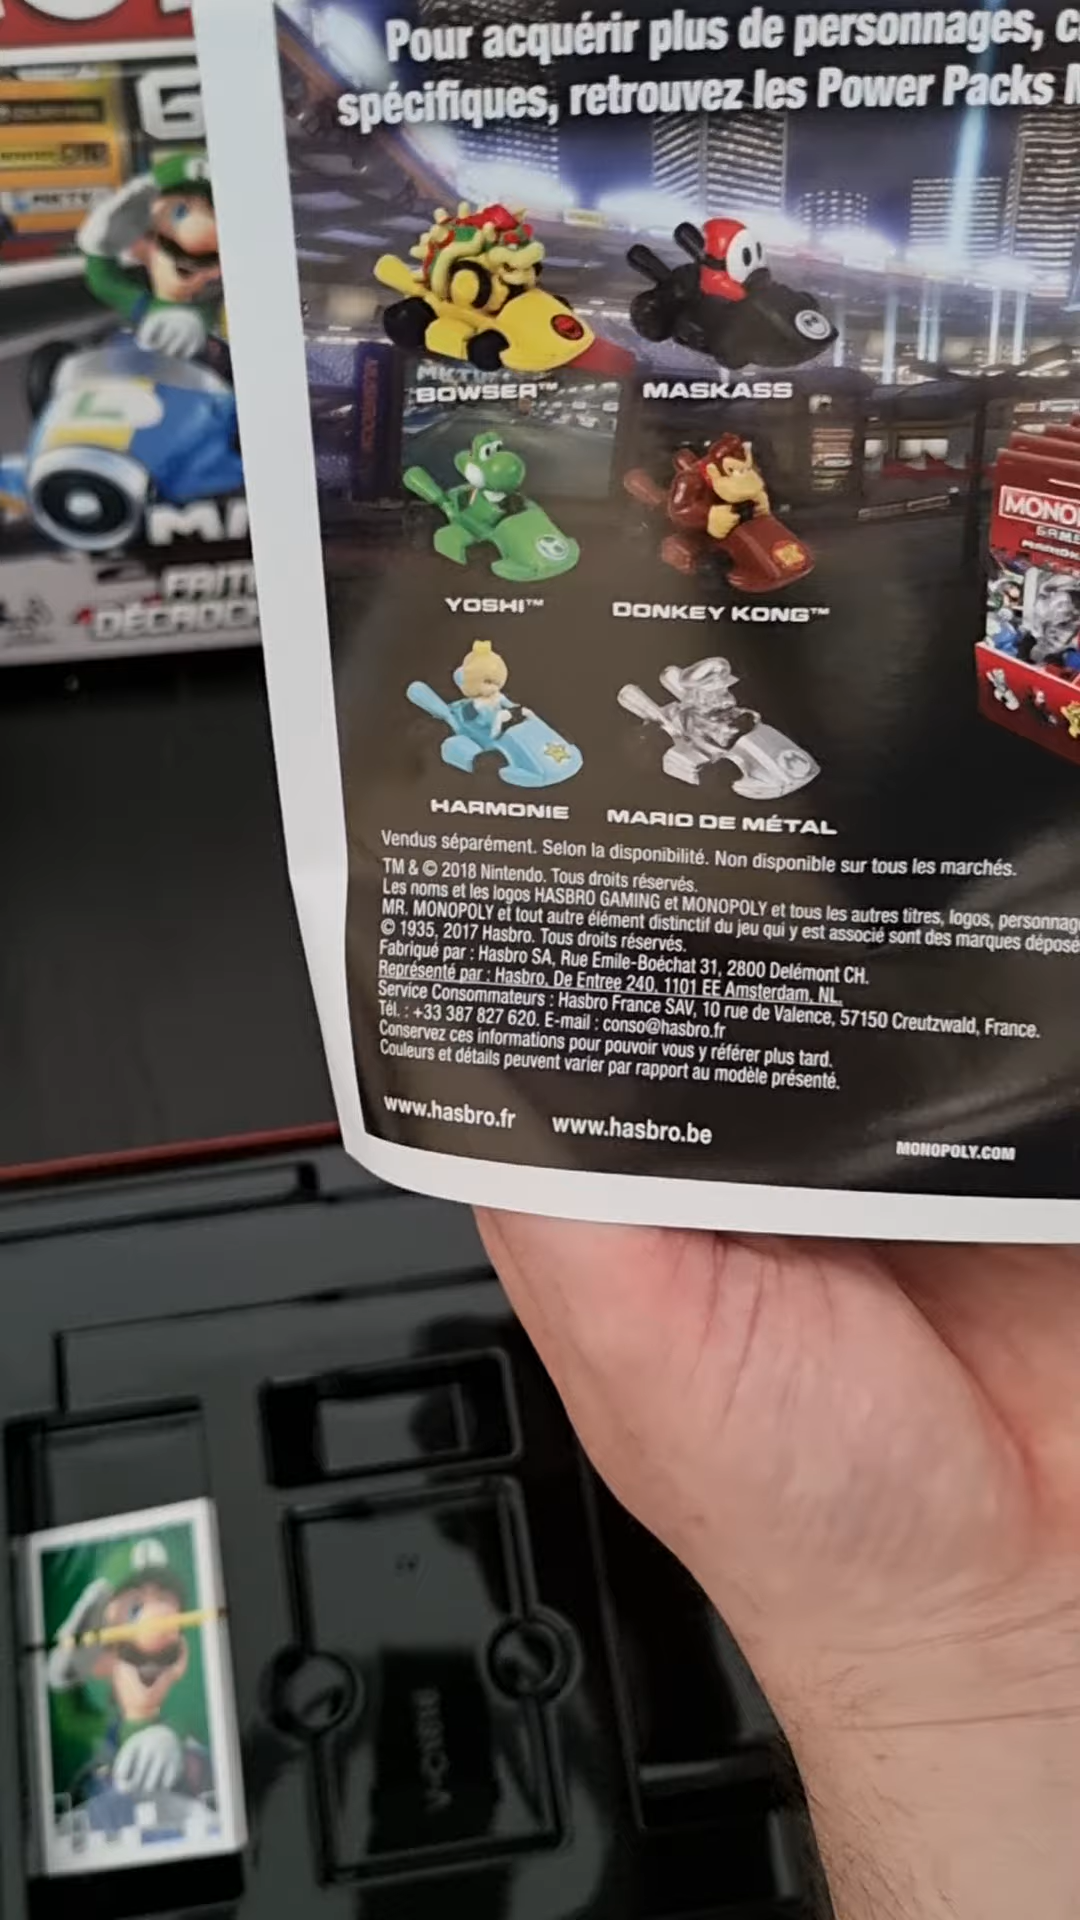 Pour acquérir plus de personnages,
spécifiques, retrouvez les Power Packs
BOWSER™
MASKASS
YOSHI™
DONKEY KONG™
HARMONIE
MARIO DE MÉTAL
Vendus séparément. Selon la disponibilité. Non disponible sur tous les marchés.
TM & © 2018 Nintendo. Tous droits réservés.
Les noms et les logos HASBRO GAMING et MONOPOLY et tous les autres titres, logos,
MR. MONOPOLY et tout autre élément distinctif du jeu qui y est associé sont des marques
© 1935, 2017 Hasbro. Tous droits réservés.
Fabriqué par : Hasbro SA, Rue Emile-Boéchat 31, 2800 Delémont CH.
Représenté par : Hasbro, De Entree 240, 1101 EE Amsterdam, NL.
Service Consommateurs : Hasbro France SAV, 10 rue de Valence, 57150 Creutzwald, France.
Tél. : +33 387 827 620. E-mail : conso@hasbro.fr
Conservez ces informations pour pouvoir vous y référer plus tard.
Couleurs et détails peuvent varier par rapport au modèle présenté.
www.hasbro.fr www.hasbro.be
MONOPOLY.COM